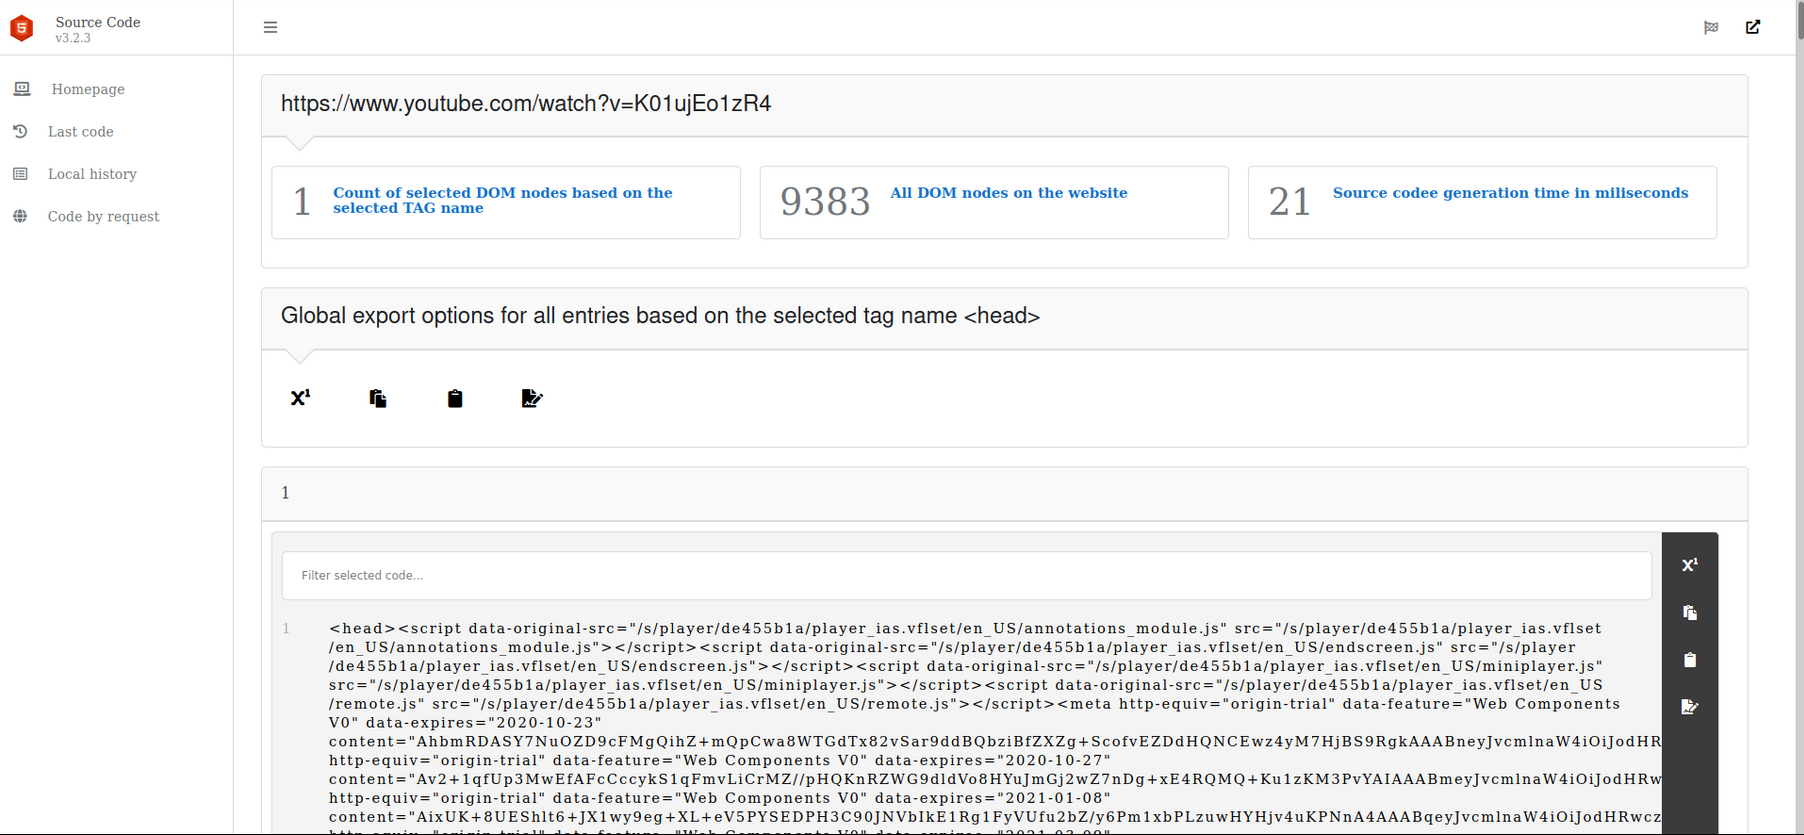 Source Code
v3.2.3
Homepage
Last code
Local history
Code by request
https://www.youtube.com/watch?v=K01ujEo1zR4
1 Count of selected DOM nodes based on the
selected TAG name
9383 All DOM nodes on the website
21 Source codee generation time in miliseconds
Global export options for all entries based on the selected tag name <head>
X¹
1
Filter selected code...
X¹
1 <head><script data-original-src="/s/player/de455b1a/player_ias.vflset/en_US/annotations_module.js" src="/s/player/de455b1a/player_ias.vflset
/en_US/annotations_module.js"></script><script data-original-src="/s/player/de455b1a/player_ias.vflset/en_US/endscreen.js" src="/s/player
/de455b1a/player_ias.vflset/en_US/endscreen.js"></script><script data-original-src="/s/player/de455b1a/player_ias.vflset/en_US/miniplayer.js"
src="/s/player/de455b1a/player_ias.vflset/en_US/miniplayer.js"></script><script data-original-src="/s/player/de455b1a/player_ias.vflset/en_US
/remote.js" src="/s/player/de455b1a/player_ias.vflset/en_US/remote.js"></script><meta http-equiv="origin-trial" data-feature="Web Components
V0" data-expires="2020-10-23"
content="AhbmRDASY7NuOZD9cFMgQihZ+mQpCwa8WTGdTx82vSar9ddBQbziBfZXZg+ScofvEZDdHQNCEwz4yM7HjBS9RgkAAABneyJvcmlnaW4iOiJodHR
http-equiv="origin-trial" data-feature="Web Components V0" data-expires="2020-10-27"
content="Av2+1qfUp3MwEfAFcCccykS1qFmvLiCrMZ//pHQKnRZWG9dldVo8HYuJmGj2wZ7nDg+xE4RQMQ+Ku1zKM3PvYAIAAABmeyJvcmlnaW4iOiJodHRw
http-equiv="origin-trial" data-feature="Web Components V0" data-expires="2021-01-08"
content="AixUK+8UEShlt6+JX1wy9eg+XL+eV5PYSEDPH3C90JNVbIkE1Rg1FyVUfu2bZ/y6Pm1xbPLzuwHYHjv4uKPNnA4AAABqeyJvcmlnaW4iOiJodHRwcz